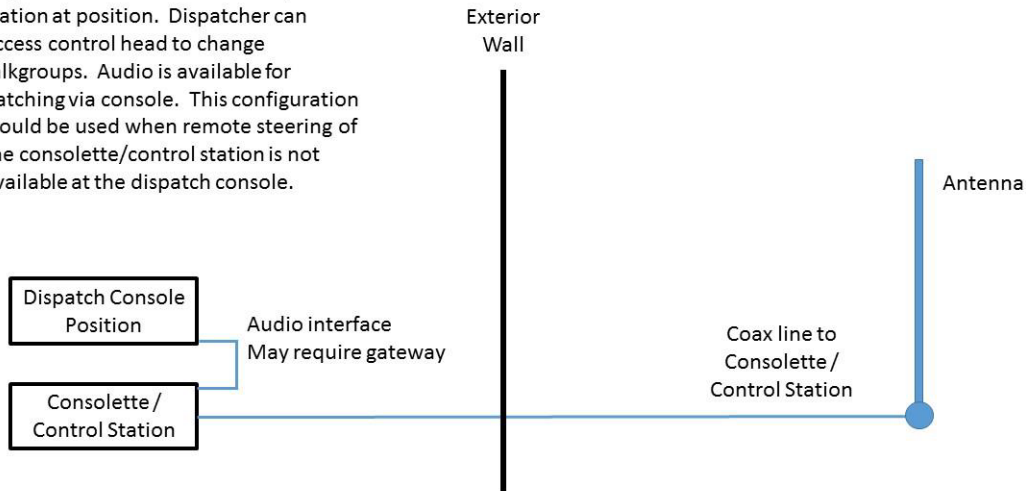 ation at position. Dispatcher can
ccess control head to change
alkgroups. Audio is available for
atching via console. This configuration
ould be used when remote steering of
he consolette/control station is not
vailable at the dispatch console.
Exterior
Wall
Antenna
Dispatch Console
Position
Audio interface
May require gateway
Coax line to
Consolette /
Control Station
Consolette /
Control Station